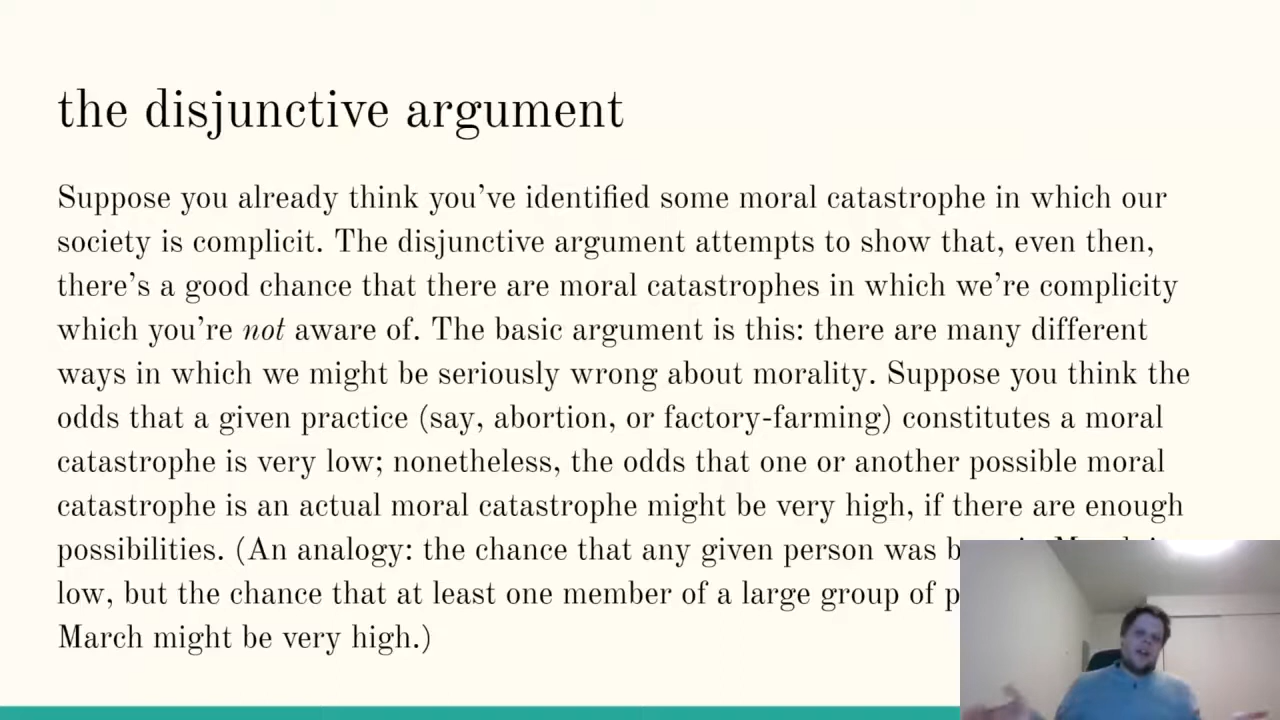 the disjunctive argument
Suppose you already think you've identified some moral catastrophe in which our
society is complicit. The disjunctive argument attempts to show that, even then,
there's a good chance that there are moral catastrophes in which we're complicity
which you're not aware of. The basic argument is this: there are many different
ways in which we might be seriously wrong about morality. Suppose you think the
odds that a given practice (say, abortion, or factory-farming) constitutes a moral
catastrophe is very low; nonetheless, the odds that one or another possible moral
catastrophe is an actual moral catastrophe might be very high, if there are enough
possibilities. (An analogy: the chance that any given person was
low, but the chance that at least one member of a large group of
March might be very high.)